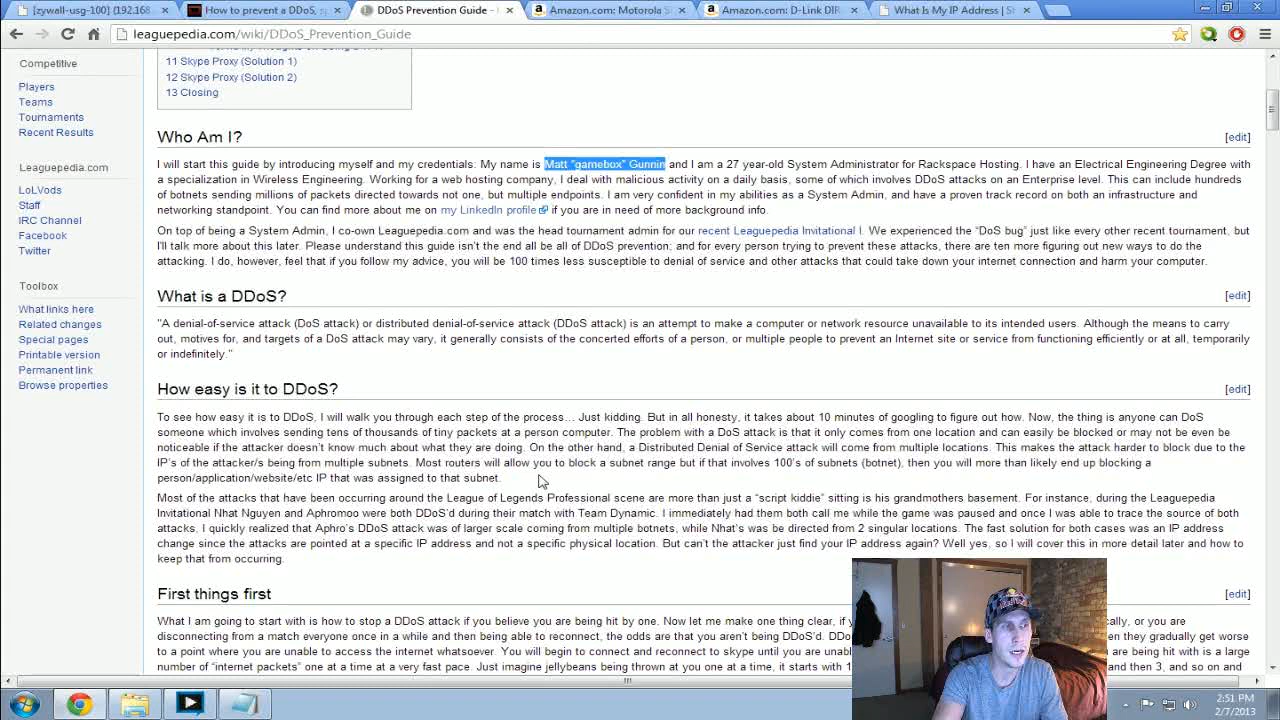 [zywall-usg-100] (192.168
How to prevent a DDoS, s
DDoS Prevention Guide -
Amazon.com: Motorola S
Amazon.com: D-Link DIR
What Is My IP Address | S
leaguepedia.com/wiki/DDoS_Prevention_Guide
Competitive
Players
Teams
Tournaments
Recent Results
Leaguepedia.com
LoLVods
Staff
IRC Channel
Facebook
Twitter
Toolbox
What links here
Related changes
Special pages
Printable version
Permanent link
Browse properties
11 Skype Proxy (Solution 1)
12 Skype Proxy (Solution 2)
13 Closing
Who Am I?
[edit]
I will start this guide by introducing myself and my credentials: My name is Matt "gamebox" Gunnin and I am a 27 year-old System Administrator for Rackspace Hosting. I have an Electrical Engineering Degree with
a specialization in Wireless Engineering. Working for a web hosting company, I deal with malicious activity on a daily basis, some of which involves DDoS attacks on an Enterprise level. This can include hundreds
of botnets sending millions of packets directed towards not one, but multiple endpoints. I am very confident in my abilities as a System Admin, and have a proven track record on both an infrastructure and
networking standpoint. You can find more about me on my LinkedIn profile if you are in need of more background info.
On top of being a System Admin, I co-own Leaguepedia.com and was the head tournament admin for our recent Leaguepedia Invitational I. We experienced the "DoS bug" just like every other recent tournament, but
I'll talk more about this later. Please understand this guide isn't the end all be all of DDoS prevention; and for every person trying to prevent these attacks, there are ten more figuring out new ways to do the
attacking. I do, however, feel that if you follow my advice, you will be 100 times less susceptible to denial of service and other attacks that could take down your internet connection and harm your computer.
What is a DDoS?
[edit]
"A denial-of-service attack (DoS attack) or distributed denial-of-service attack (DDoS attack) is an attempt to make a computer or network resource unavailable to its intended users. Although the means to carry
out, motives for, and targets of a DoS attack may vary, it generally consists of the concerted efforts of a person, or multiple people to prevent an Internet site or service from functioning efficiently or at all, temporarily
or indefinitely."
How easy is it to DDoS?
[edit]
To see how easy it is to DDoS, I will walk you through each step of the process… Just kidding. But in all honesty, it takes about 10 minutes of googling to figure out how. Now, the thing is anyone can DoS
someone which involves sending tens of thousands of tiny packets at a person computer. The problem with a DoS attack is that it only comes from one location and can easily be blocked or may not be even be
noticeable if the attacker doesn't know much about what they are doing. On the other hand, a Distributed Denial of Service attack will come from multiple locations. This makes the attack harder to block due to the
IP's of the attacker/s being from multiple subnets. Most routers will allow you to block a subnet range but if that involves 100's of subnets (botnet), then you will more than likely end up blocking a
person/application/website/etc IP that was assigned to that subnet.
Most of the attacks that have been occurring around the League of Legends Professional scene are more than just a "script kiddie" sitting is his grandmothers basement. For instance, during the Leaguepedia
Invitational Nhat Nguyen and Aphromoo were both DDoS'd during their match with Team Dynamic. I immediately had them both call me while the game was paused and once I was able to trace the source of both
attacks. I quickly realized that Aphro's DDoS attack was of larger scale coming from multiple botnets, while Nhat's was be directed from 2 singular locations. The fast solution for both cases was an IP address
change since the attacks are pointed at a specific IP address and not a specific physical location. But can't the attacker just find your IP address again? Well yes, so I will cover this in more detail later and how to
keep that from occurring.
First things first
[edit]
What I am going to start with is how to stop a DDoS attack if you believe you are being hit by one. Now let me make one thing clear, if y cally, or you are
disconnecting from a match everyone once in a while and then being able to reconnect, the odds are that you aren't being DDoS'd. DDo en they gradually get worse
to a point where you are unable to access the internet whatsoever. You will begin to connect and reconnect to skype until you are unabl are being hit with is a large
number of "internet packets" one at a time at a very fast pace. Just imagine jellybeans being thrown at you one at a time, it starts with 1 and then 3, and so on and
2:51 PM
2/7/2013